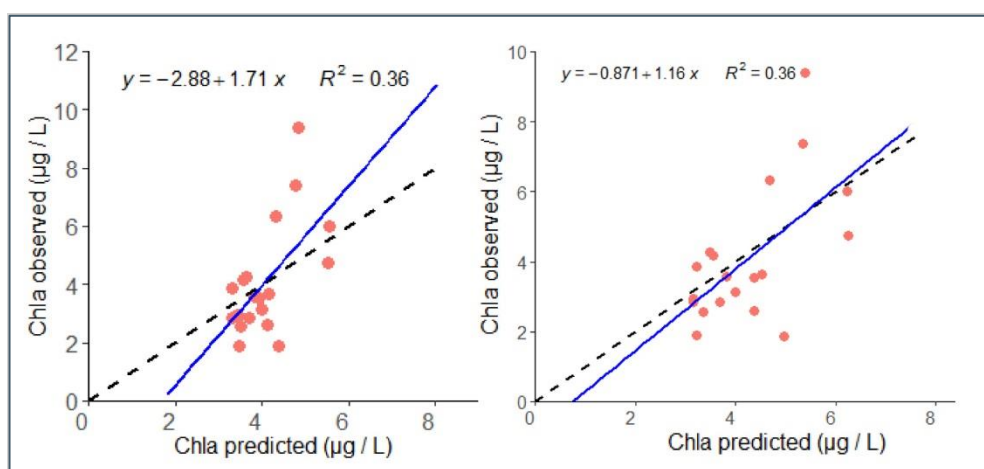 12
10
8
6
4
2
0
y = −2.88 + 1.71 x R² = 0.36
Chla observed (µg / L)
0 2 4 6 8
Chla predicted (µg / L)
10
8
6
4
2
0
y = −0.871 + 1.16 x R² = 0.36
Chla observed (µg / L)
0 2 4 6 8
Chla predicted (µg / L)